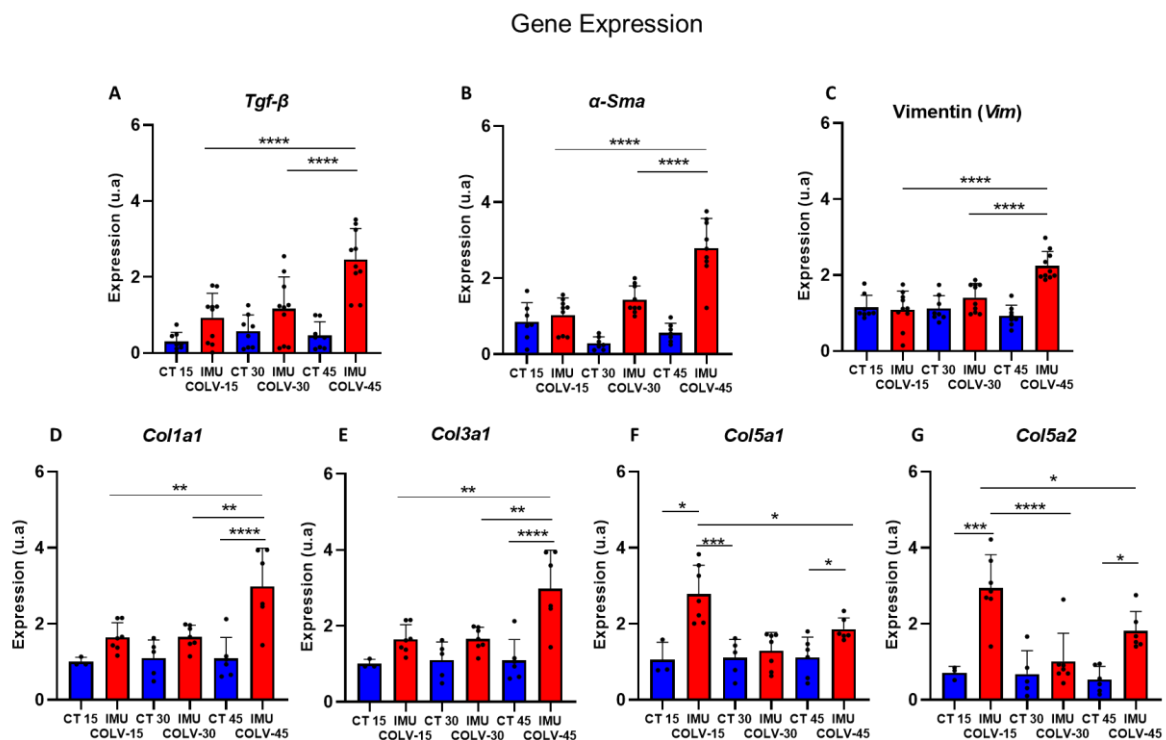 Gene Expression
A
Tgf-β
Expression (u.a)
6
4
2
0
****
****
CT 15 IMU CT 30 IMU CT 45 IMU
COLV-15 COLV-30 COLV-45
B
α-Sma
Expression (u.a)
6
4
2
0
****
****
CT 15 IMU CT 30 IMU CT 45 IMU
COLV-15 COLV-30 COLV-45
C
Vimentin (Vim)
Expression (u.a)
6
4
2
0
****
****
CT 15 IMU CT 30 IMU CT 45 IMU
COLV-15 COLV-30 COLV-45
D
Col1a1
Expression (u.a)
6
4
2
0
**
**
****
CT 15 IMU CT 30 IMU CT 45 IMU
COLV-15 COLV-30 COLV-45
E
Col3a1
Expression (u.a)
6
4
2
0
**
**
****
CT 15 IMU CT 30 IMU CT 45 IMU
COLV-15 COLV-30 COLV-45
F
Col5a1
Expression (u.a)
6
4
2
0
*
*
***
*
CT 15 IMU CT 30 IMU CT 45 IMU
COLV-15 COLV-30 COLV-45
G
Col5a2
Expression (u.a)
6
4
2
0
*
****
***
*
CT 15 IMU CT 30 IMU CT 45 IMU
COLV-15 COLV-30 COLV-45